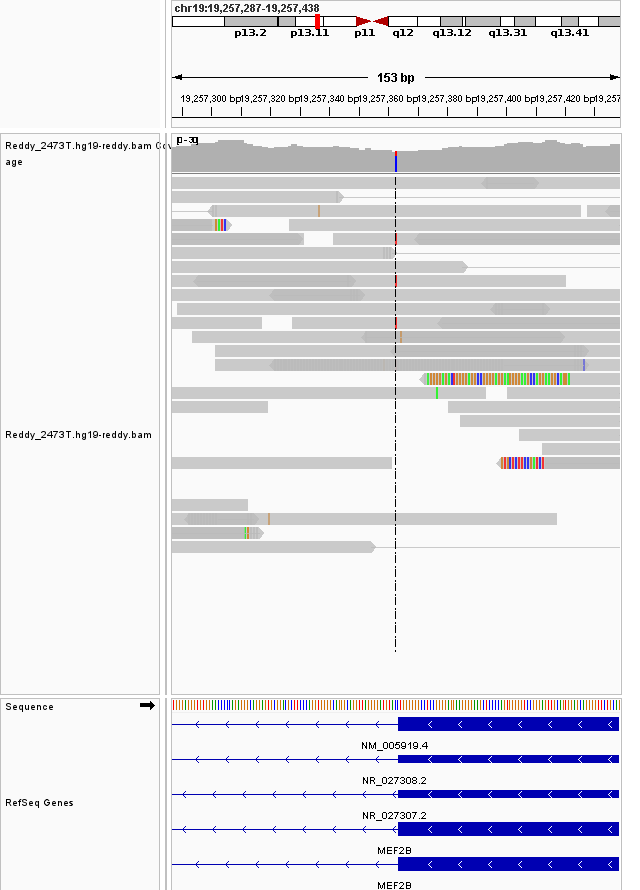 chr19:19,257,287-19,257,438
p13.2 p13.11 p11 q12 q13.12 q13.31 q13.41
153 bp
19,257,300 bp 19,257,320 bp 19,257,340 bp 19,257,360 bp 19,257,380 bp 19,257,400 bp 19,257,420 bp 19,257
Reddy_2473T.hg19-reddy.bam Cov
age
Reddy_2473T.hg19-reddy.bam
Sequence
NM_005919.4
NR_027308.2
RefSeq Genes
NR_027307.2
MEF2B
MEF2B